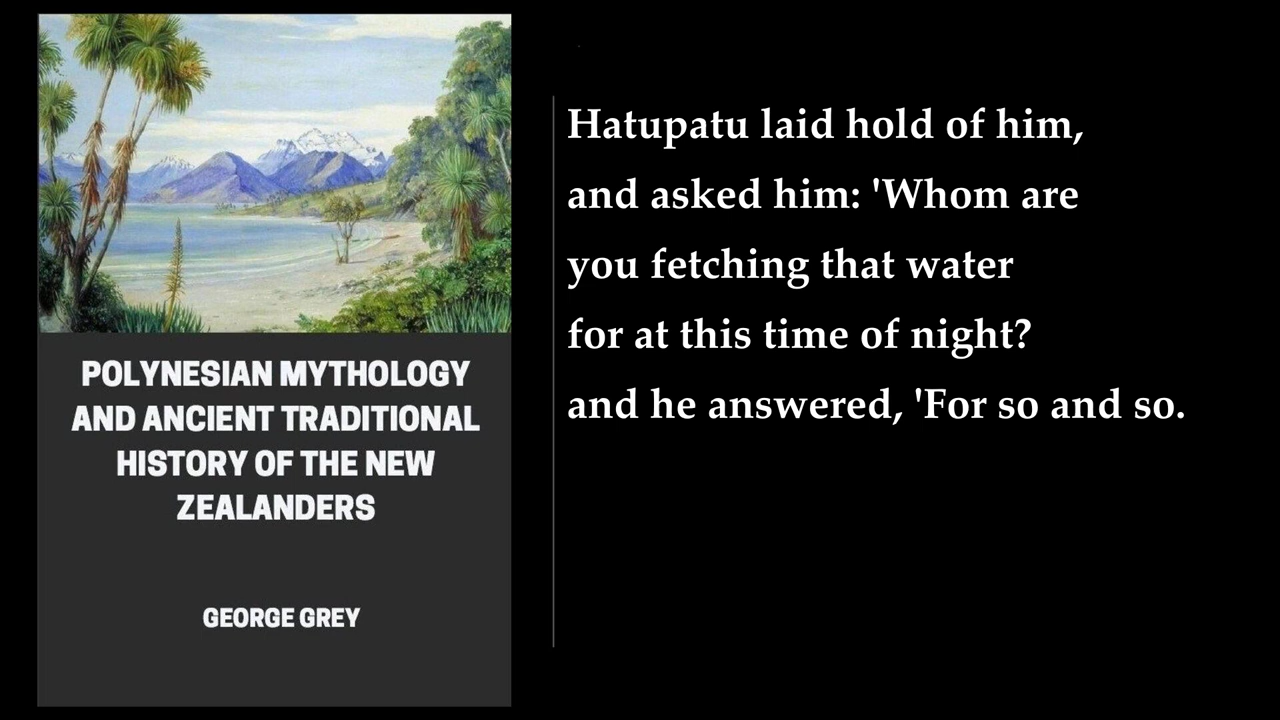 POLYNESIAN MYTHOLOGY
AND ANCIENT TRADITIONAL
HISTORY OF THE NEW
ZEALANDERS
GEORGE GREY
Hatupatu laid hold of him,
and asked him: 'Whom are
you fetching that water
for at this time of night?
and he answered, 'For so and so.